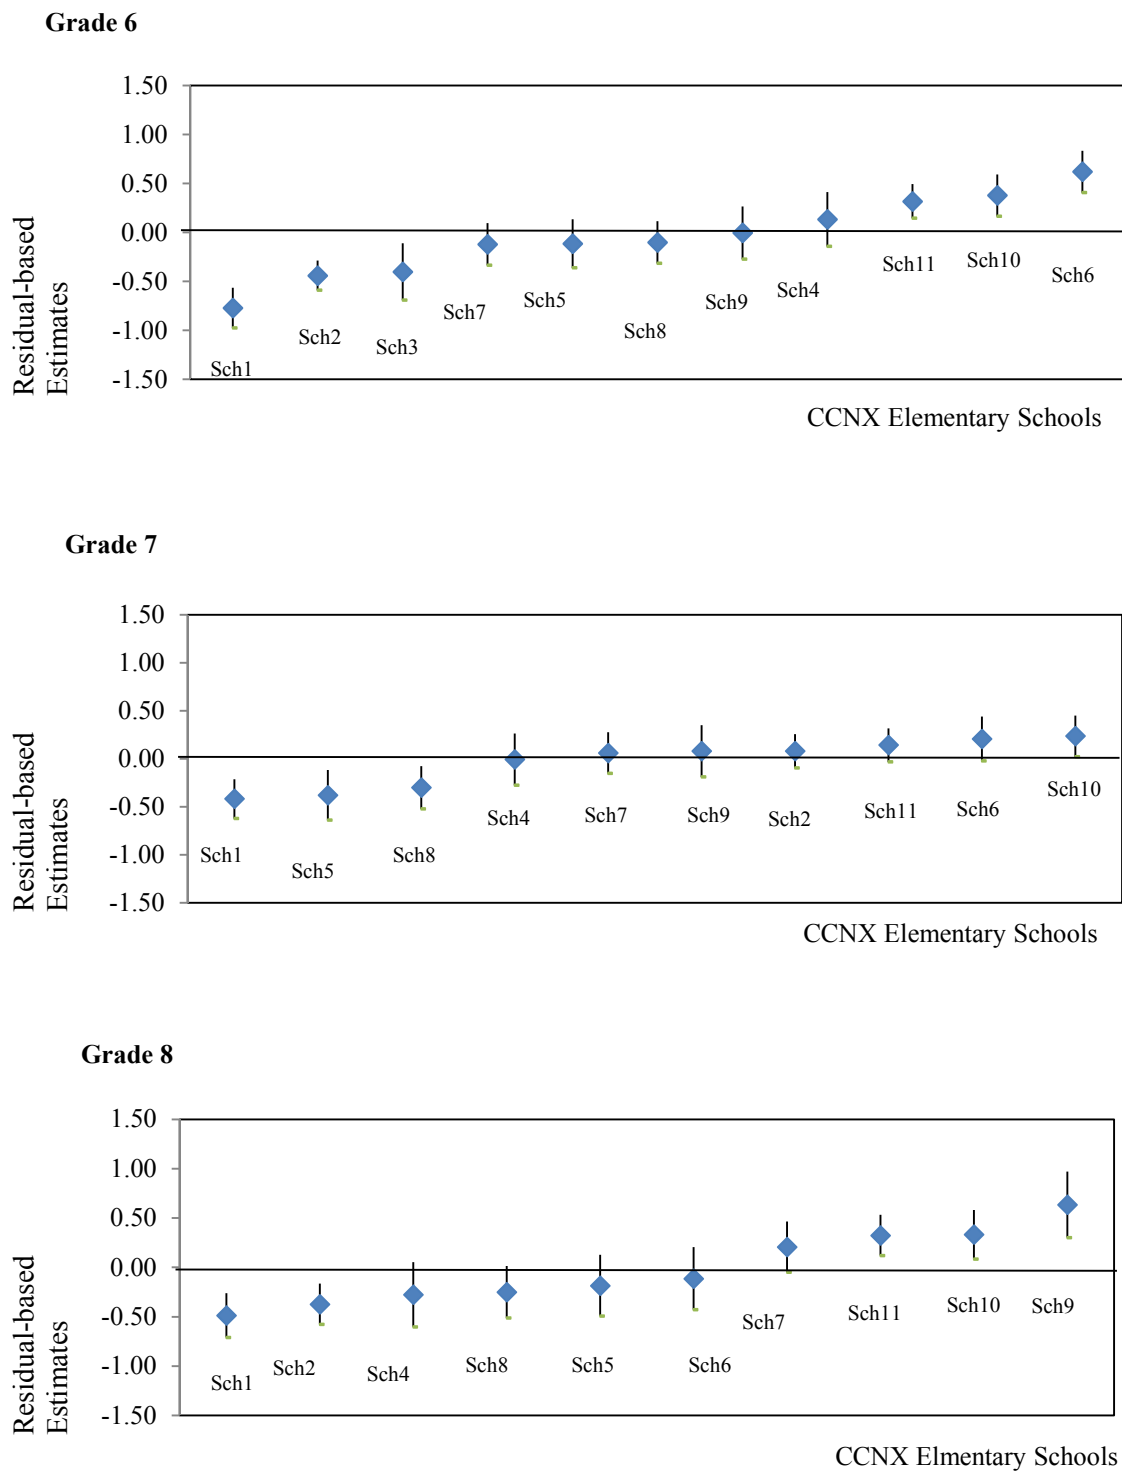 Grade 6
1.50
1.00
0.50
0.00
-0.50
-1.00
-1.50
Residual-based
Estimates
Sch1
Sch2
Sch3
Sch7
Sch5
Sch8
Sch9
Sch4
Sch11
Sch10
Sch6
CCNX Elementary Schools
Grade 7
1.50
1.00
0.50
0.00
-0.50
-1.00
-1.50
Residual-based
Estimates
Sch1
Sch5
Sch8
Sch4
Sch7
Sch9
Sch2
Sch11
Sch6
Sch10
CCNX Elementary Schools
Grade 8
1.50
1.00
0.50
0.00
-0.50
-1.00
-1.50
Residual-based
Estimates
Sch1
Sch2
Sch4
Sch8
Sch5
Sch6
Sch7
Sch11
Sch10
Sch9
CCNX Elmentary Schools